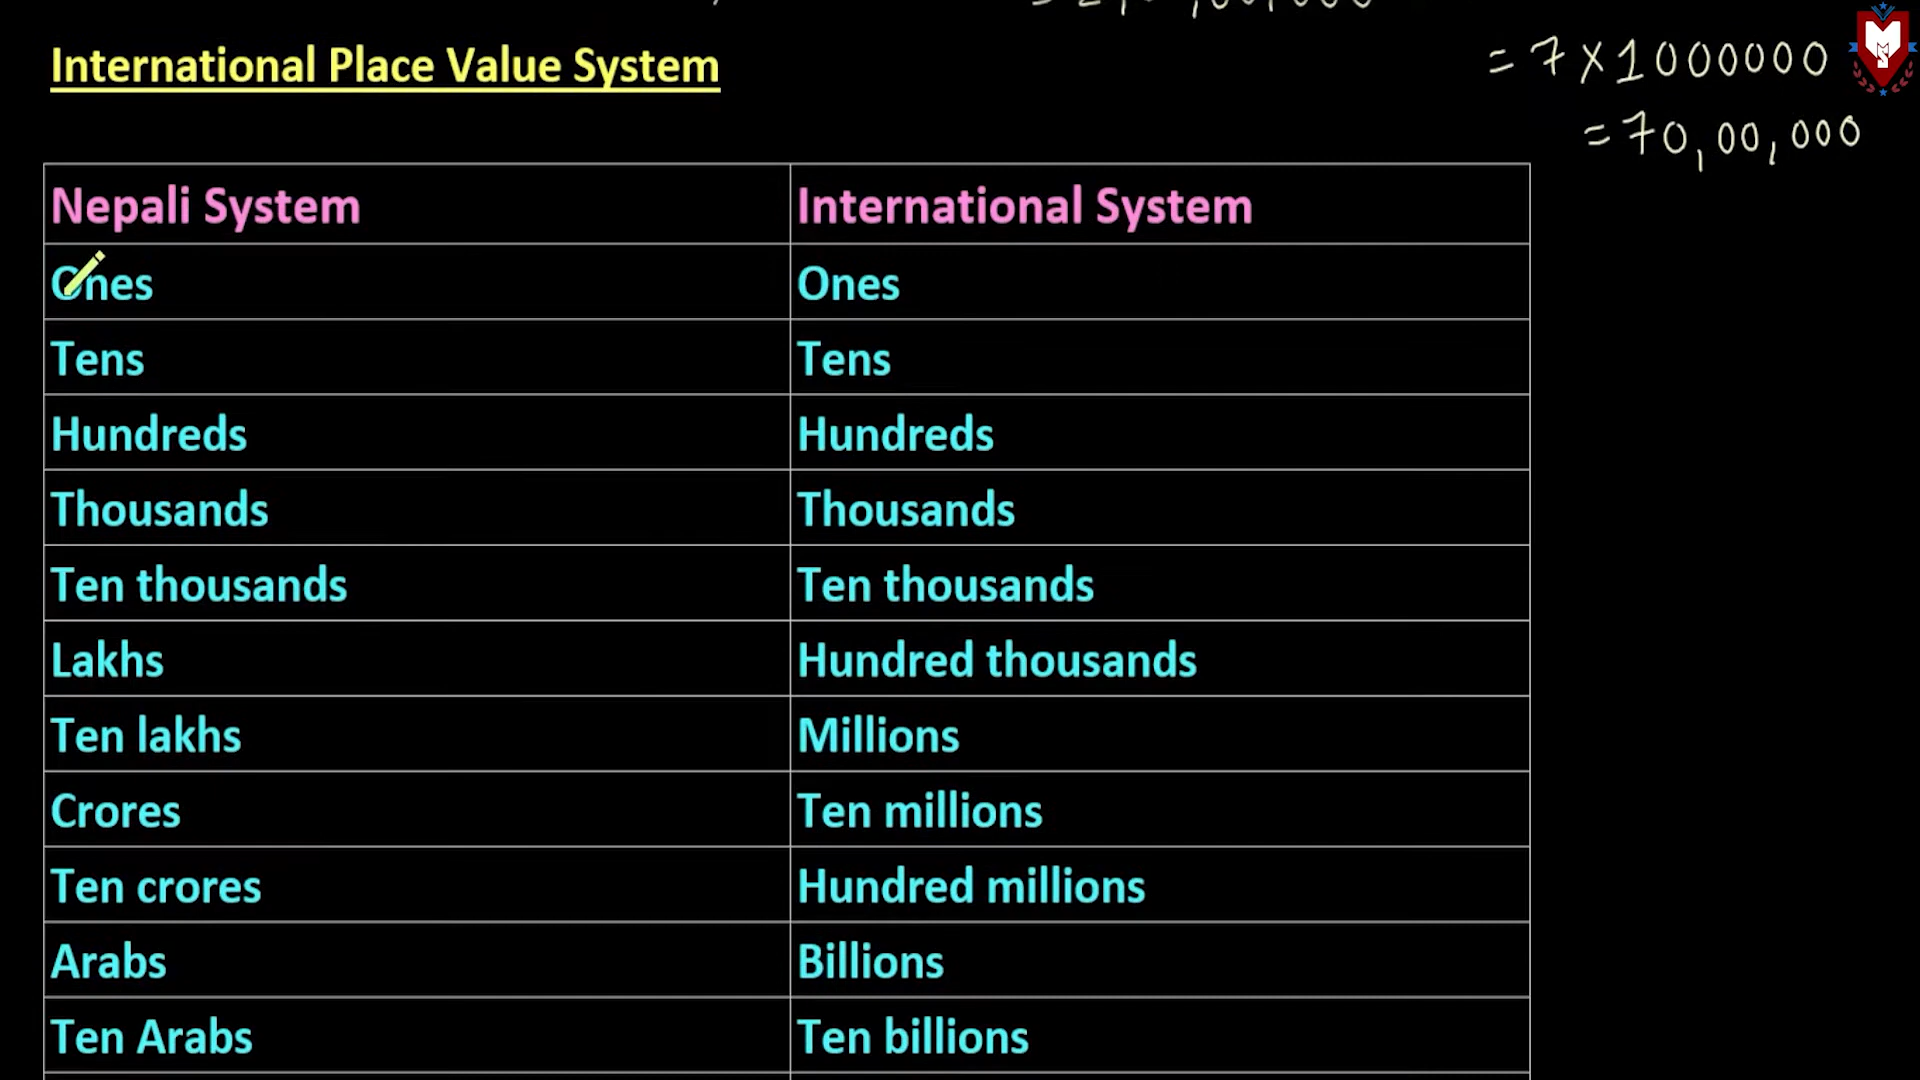 International Place Value System
= 7 × 1000000
= 70,00,000
Nepali System International System
Ones Ones
Tens Tens
Hundreds Hundreds
Thousands Thousands
Ten thousands Ten thousands
Lakhs Hundred thousands
Ten lakhs Millions
Crores Ten millions
Ten crores Hundred millions
Arabs Billions
Ten Arabs Ten billions